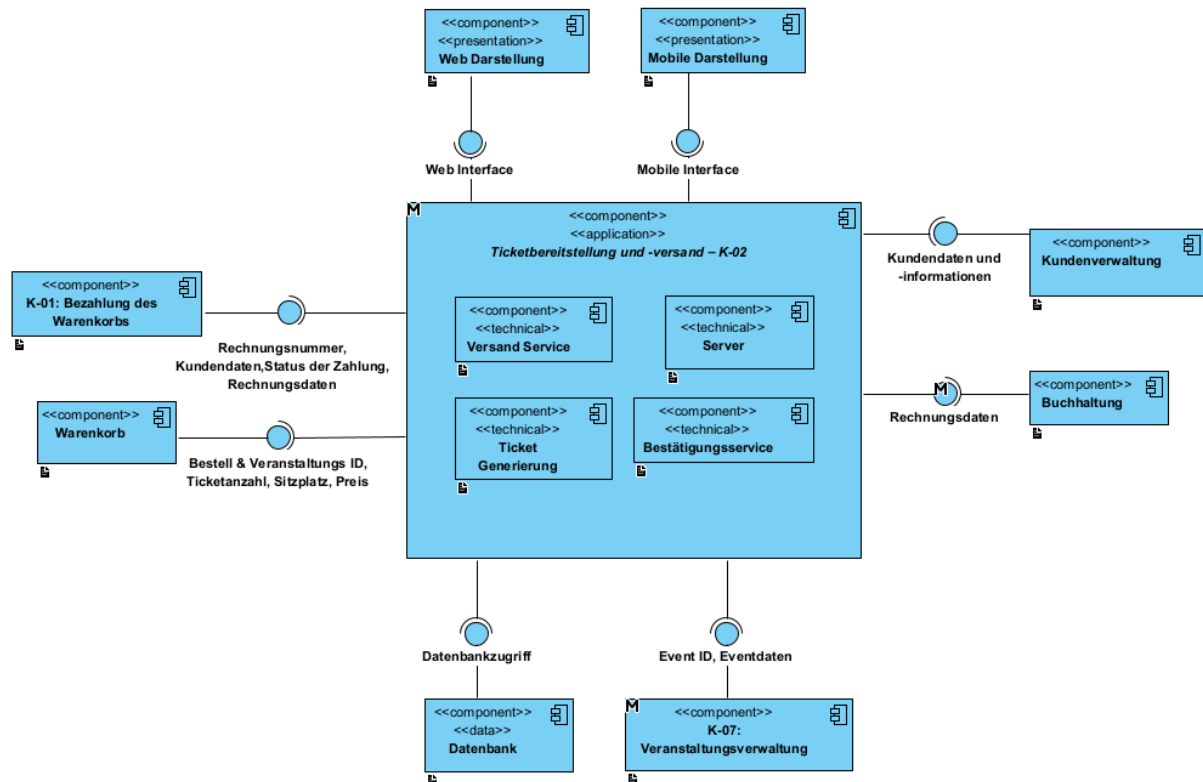 <<component>>
<<presentation>>
Web Darstellung
<<component>>
<<presentation>>
Mobile Darstellung
Web Interface
Mobile Interface
M
<<component>>
<<application>>
Ticketbereitstellung und -versand – K-02
<<component>>
K-01: Bezahlung des
Warenkorbs
Rechnungsnummer,
Kundendaten,Status der Zahlung,
Rechnungsdaten
<<component>>
Warenkorb
Bestell & Veranstaltungs ID,
Ticketanzahl, Sitzplatz, Preis
<<component>>
<<technical>>
Versand Service
<<component>>
<<technical>>
Server
<<component>>
<<technical>>
Ticket
Generierung
<<component>>
<<technical>>
Bestätigungsservice
Kundendaten und
-informationen
<<component>>
Kundenverwaltung
M
Rechnungsdaten
<<component>>
Buchhaltung
Datenbankzugriff
Event ID, Eventdaten
<<component>>
<<data>>
Datenbank
M
<<component>>
K-07:
Veranstaltungsverwaltung